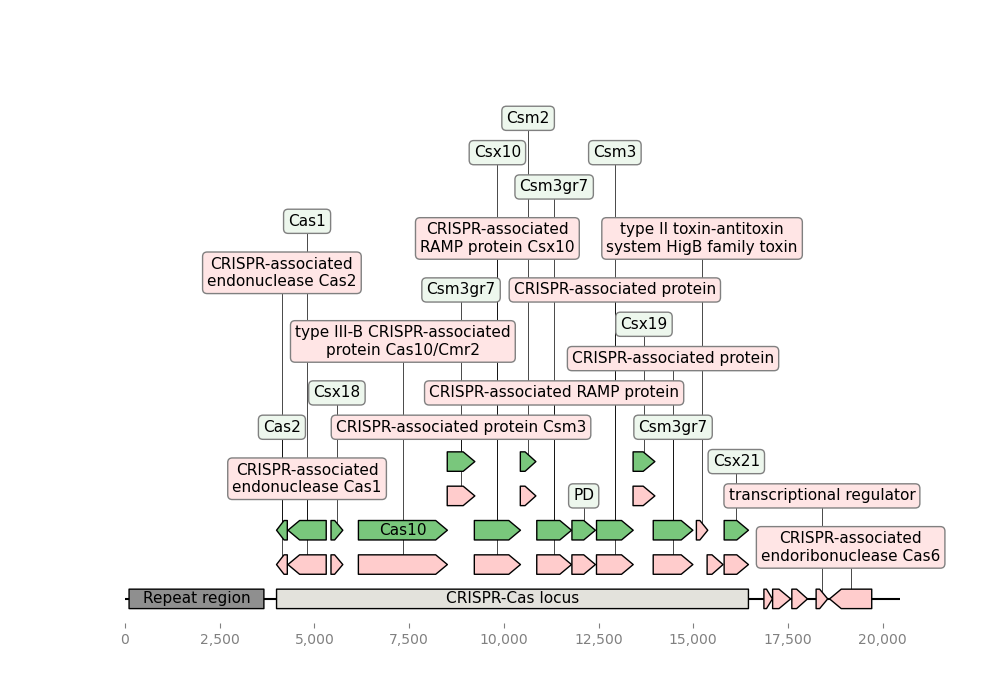 Csm2
Csx10
Csm3
Csm3gr7
Cas1
CRISPR-associated
RAMP protein Csx10
type II toxin-antitoxin
system HigB family toxin
CRISPR-associated
endonuclease Cas2
Csm3gr7
CRISPR-associated protein
Csx19
type III-B CRISPR-associated
protein Cas10/Cmr2
CRISPR-associated protein
Csx18
CRISPR-associated RAMP protein
Cas2
CRISPR-associated protein Csm3
Csm3gr7
Csx21
CRISPR-associated
endonuclease Cas1
PD
transcriptional regulator
Cas10
CRISPR-associated
endoribonuclease Cas6
Repeat region
CRISPR-Cas locus
0
2,500
5,000
7,500
10,000
12,500
15,000
17,500
20,000